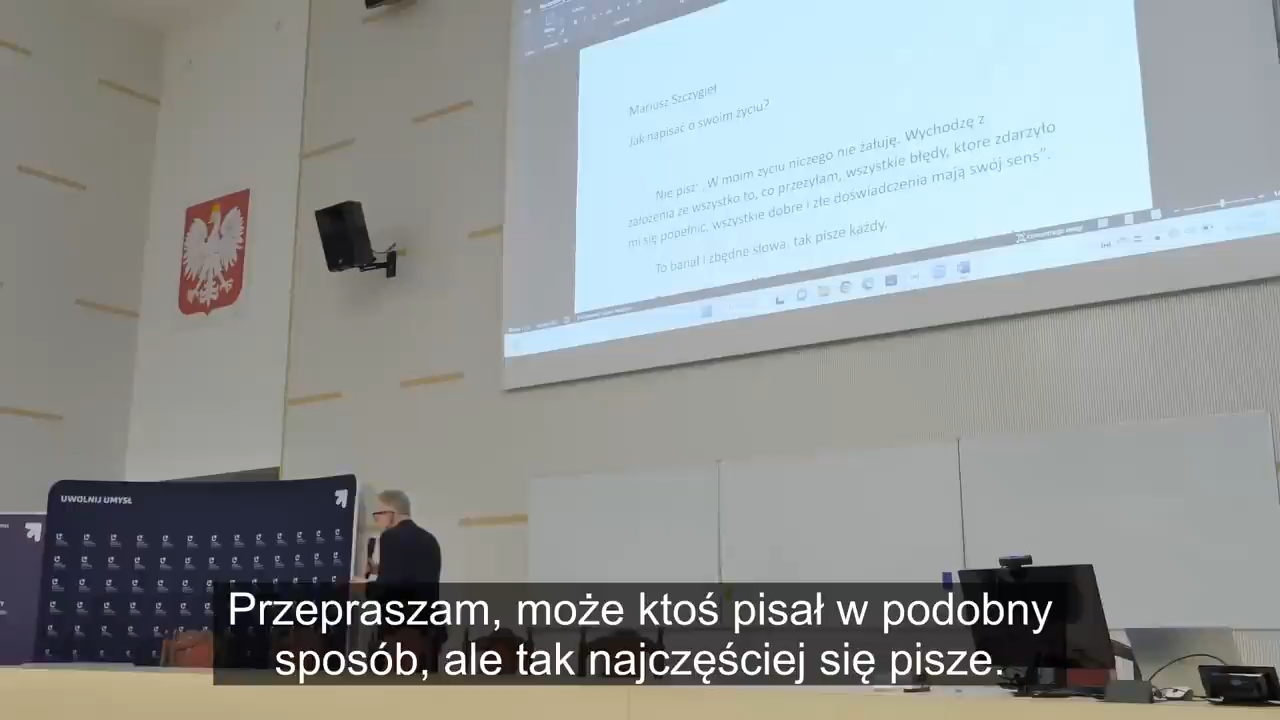 Mariusz Szczygieł
Jak napisać o swoim życiu?
Nie pisz: „W moim życiu niczego nie żałuję. Wychodzę z
założenia że wszystko to, co przeżyłam, wszystkie błędy, które zdarzyło
mi się popełnić, wszystkie dobre i złe doświadczenia mają swój sens”.
To banał i zbędne słowa, tak pisze każdy.
UWOLNIJ UMYSŁ
Przepraszam, może ktoś pisał w podobny
sposób, ale tak najczęściej się pisze.